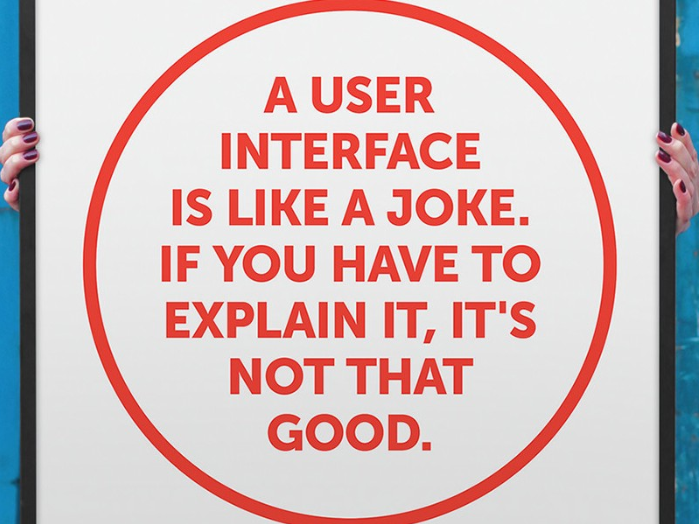 A USER
INTERFACE
IS LIKE A JOKE.
IF YOU HAVE TO
EXPLAIN IT, IT'S
NOT THAT
GOOD.